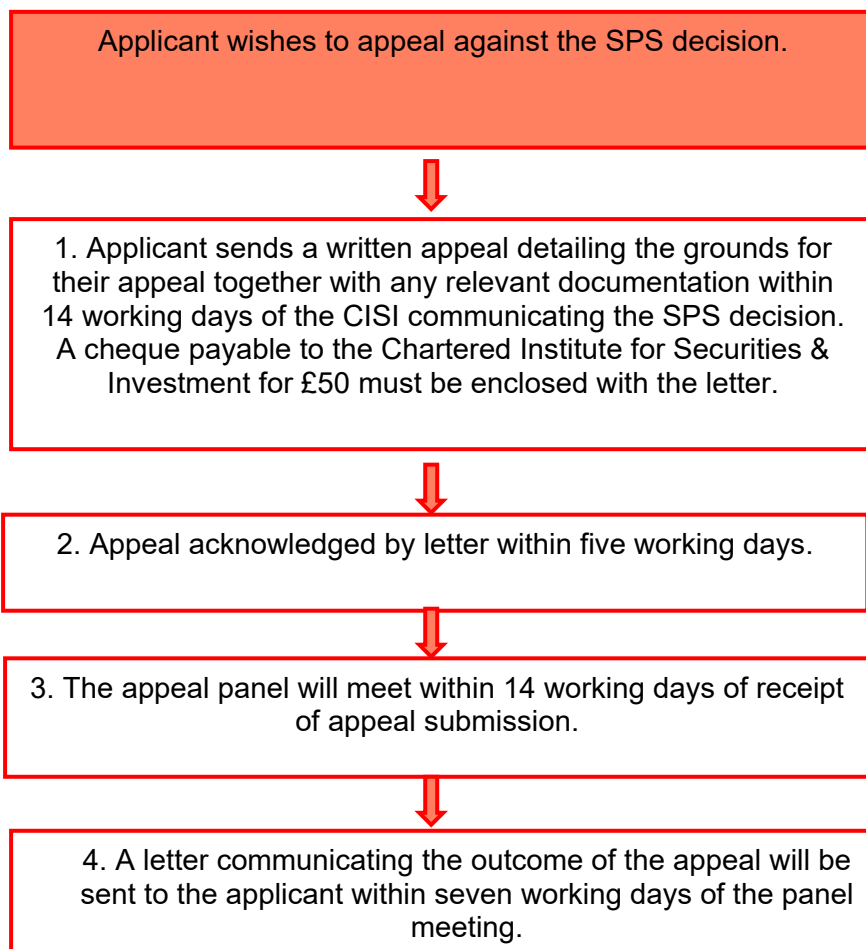 Applicant wishes to appeal against the SPS decision.
1. Applicant sends a written appeal detailing the grounds for
their appeal together with any relevant documentation within
14 working days of the CISI communicating the SPS decision.
A cheque payable to the Chartered Institute for Securities &
Investment for £50 must be enclosed with the letter.
2. Appeal acknowledged by letter within five working days.
3. The appeal panel will meet within 14 working days of receipt
of appeal submission.
4. A letter communicating the outcome of the appeal will be
sent to the applicant within seven working days of the panel
meeting.